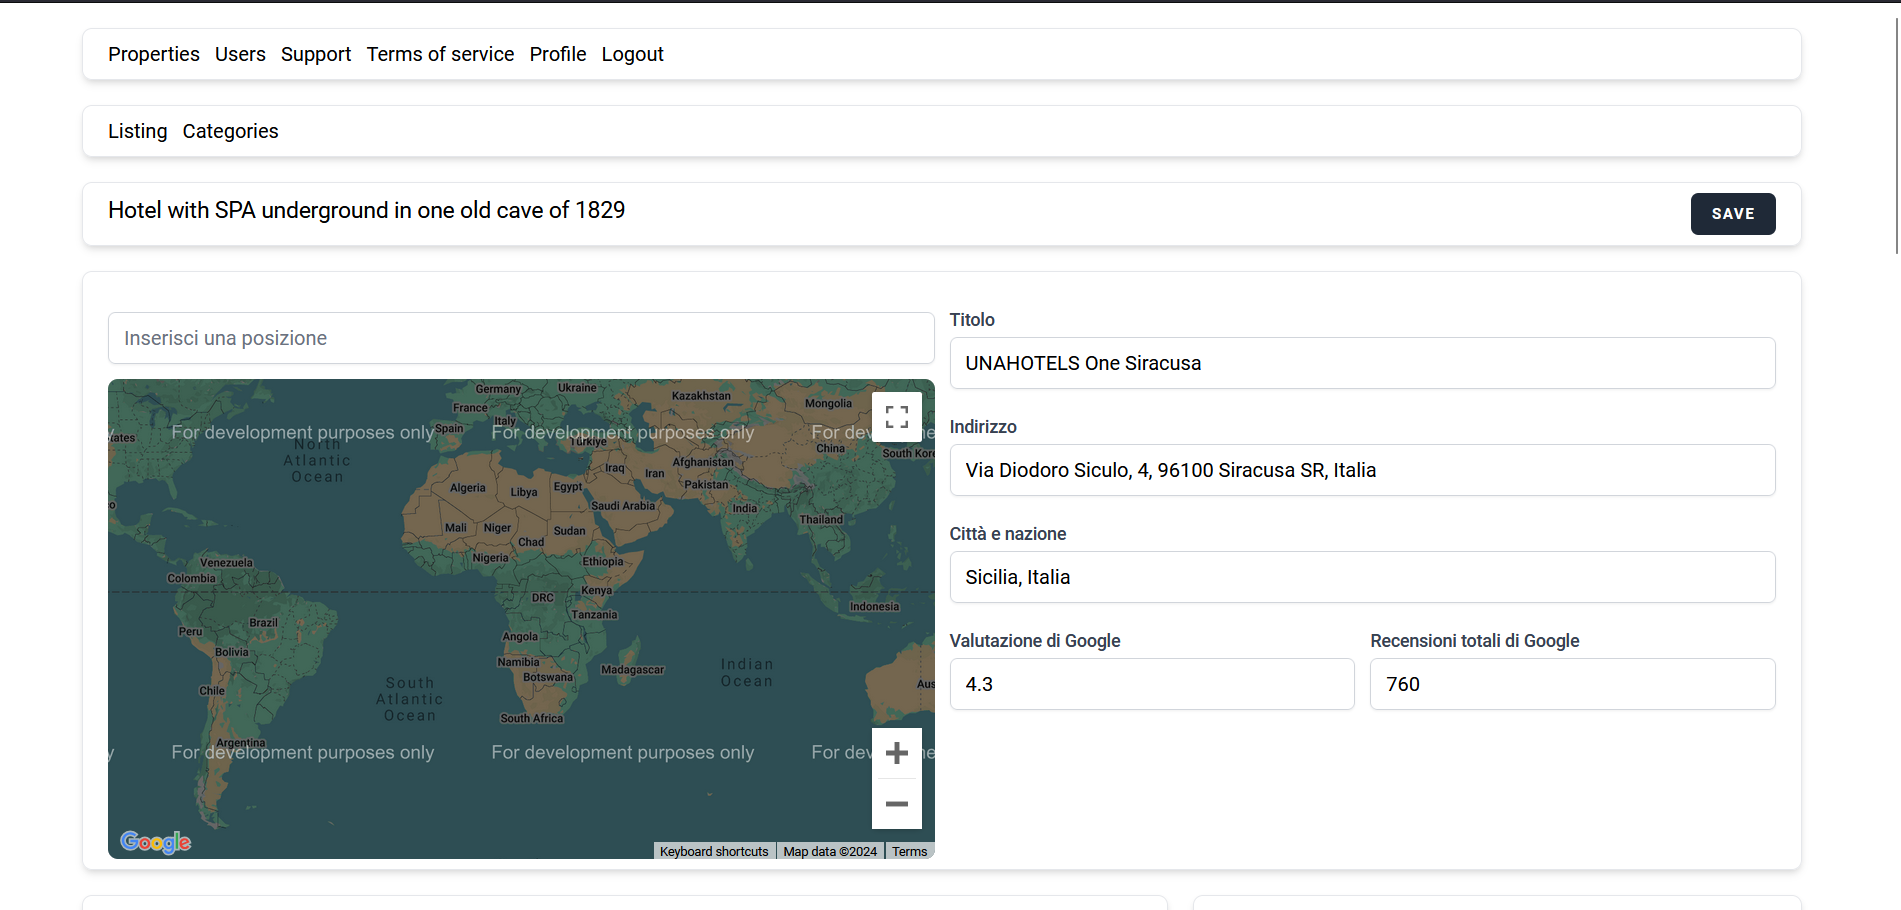 Properties Users Support Terms of service Profile Logout
Listing Categories
Hotel with SPA underground in one old cave of 1829
SAVE
Inserisci una posizione
Titolo
UNAHOTELS One Siracusa
Indirizzo
Via Diodoro Siculo, 4, 96100 Siracusa SR, Italia
Città e nazione
Sicilia, Italia
Valutazione di Google
4.3
Recensioni totali di Google
760
Germany
Ukraine
Kazakhstan
Mongolia
France
Italy
Spain
Türkiye
ates
For development purposes only
For development purposes only
For dev
ne
North
Atlantic
Ocean
China
South Kore
Afghanistan
Iraq
Iran
Pakistan
Algeria
Libya
Egypt
Saudi Arabia
India
Thailand
Mali
Niger
Sudan
Chad
Nigeria
Ethiopia
Venezuela
Colombia
Kenya
DRC
Indonesia
Tanzania
Brazil
Peru
Angola
Bolivia
Namibia
Botswana
Madagascar
Indian
Ocean
Chile
South
Atlantic
Ocean
Aus
South Africa
Argentina
For development purposes only
For development purposes only
For dev
ne
Google
Keyboard shortcuts
Map data ©2024
Terms